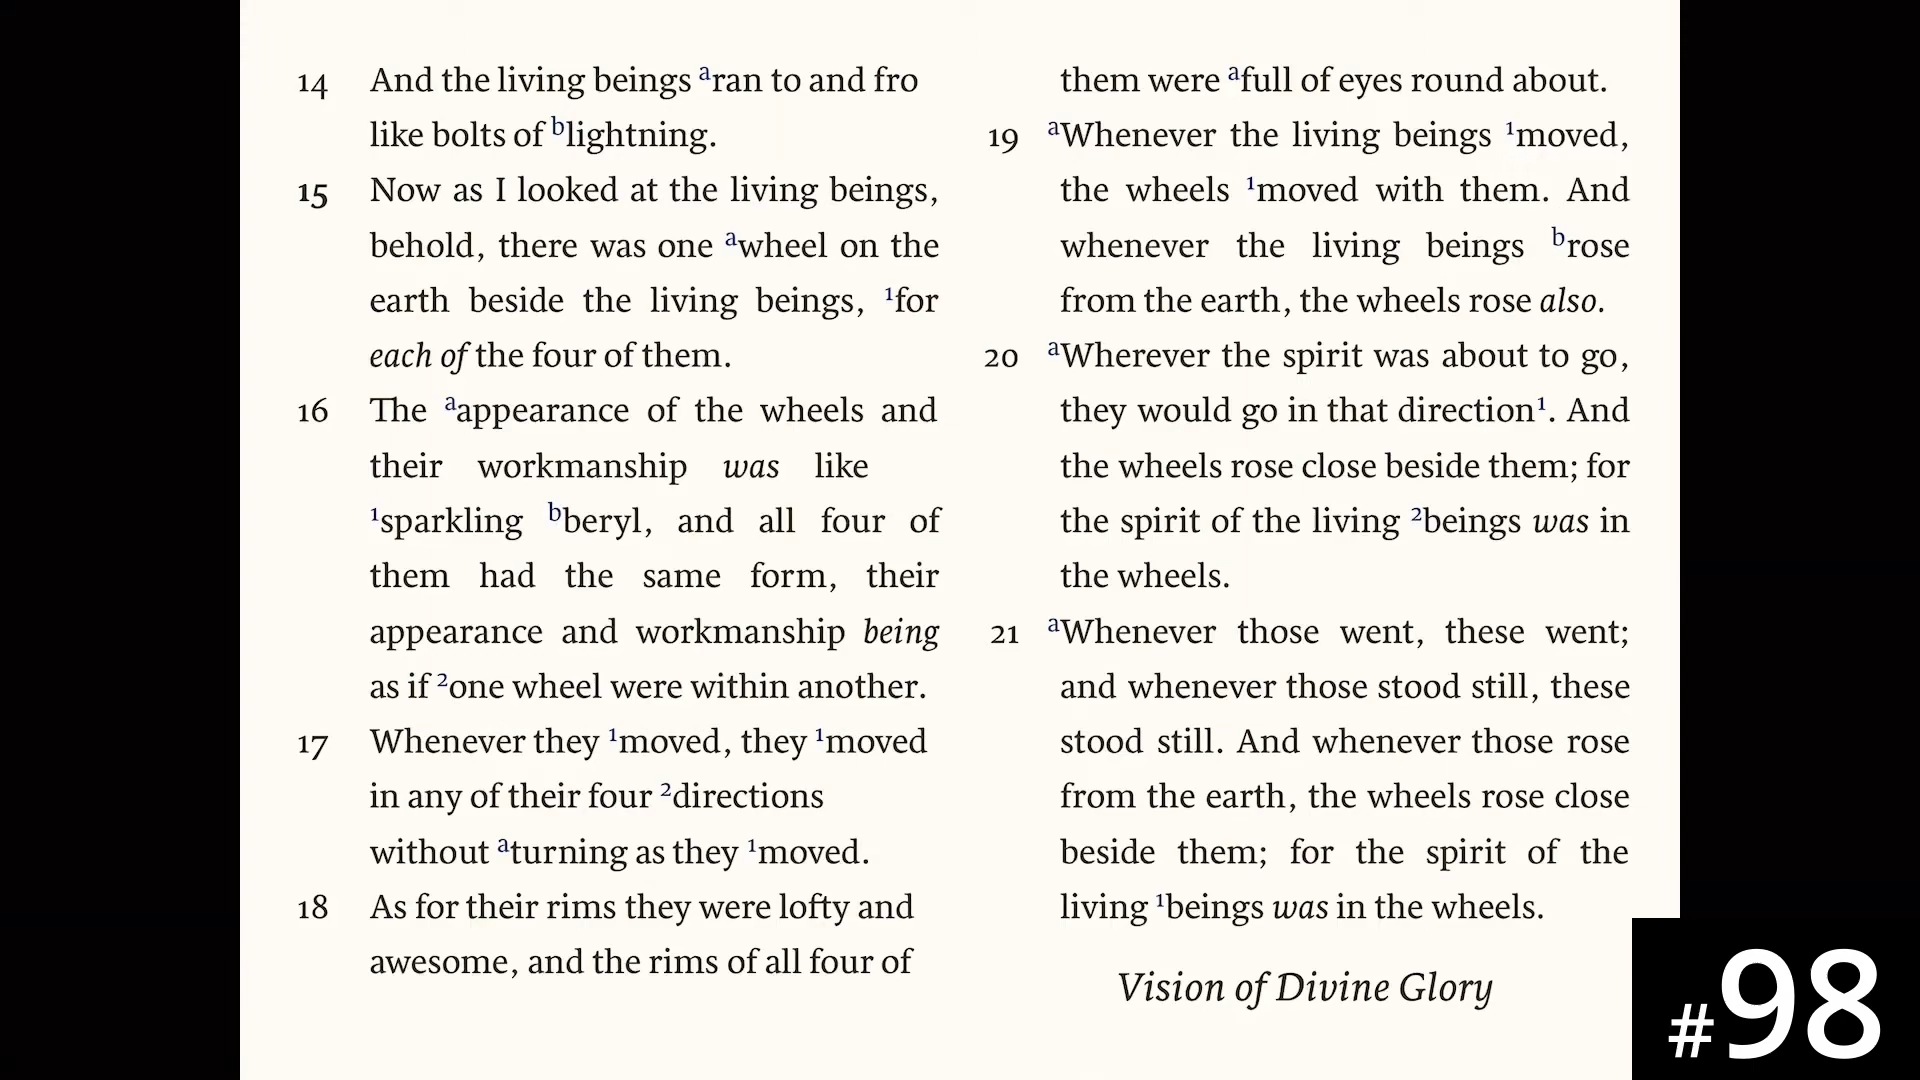 14 And the living beings ᵃran to and fro
like bolts of ᵇlightning.
15 Now as I looked at the living beings,
behold, there was one ᵃwheel on the
earth beside the living beings, ¹for
each of the four of them.
16 The ᵃappearance of the wheels and
their workmanship was like
¹sparkling ᵇberyl, and all four of
them had the same form, their
appearance and workmanship being
as if ²one wheel were within another.
17 Whenever they ¹moved, they ¹moved
in any of their four ²directions
without ᵃturning as they ¹moved.
18 As for their rims they were lofty and
awesome, and the rims of all four of
them were ᵃfull of eyes round about.
19 ᵃWhenever the living beings ¹moved,
the wheels ¹moved with them. And
whenever the living beings ᵇrose
from the earth, the wheels rose also.
20 ᵃWherever the spirit was about to go,
they would go in that direction¹. And
the wheels rose close beside them; for
the spirit of the living ²beings was in
the wheels.
21 ᵃWhenever those went, these went;
and whenever those stood still, these
stood still. And whenever those rose
from the earth, the wheels rose close
beside them; for the spirit of the
living ¹beings was in the wheels.
Vision of Divine Glory
#98